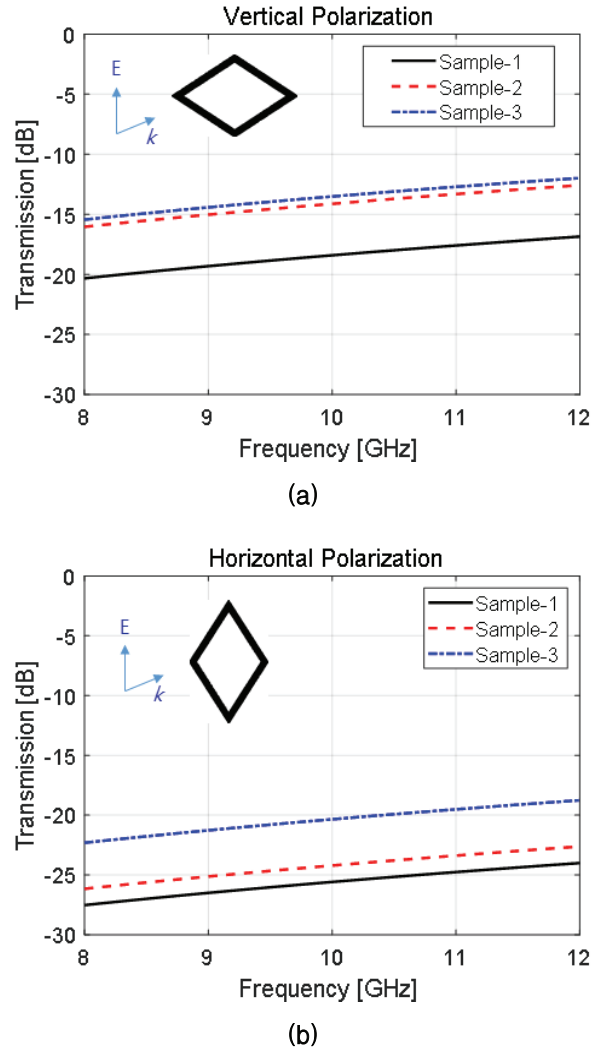 Vertical Polarization
0
-5
-10
-15
-20
-25
-30
Transmission [dB]
E
k
Sample-1
Sample-2
Sample-3
8
9
10
11
12
Frequency [GHz]
(a)
Horizontal Polarization
0
-5
-10
-15
-20
-25
-30
Transmission [dB]
E
k
Sample-1
Sample-2
Sample-3
8
9
10
11
12
Frequency [GHz]
(b)